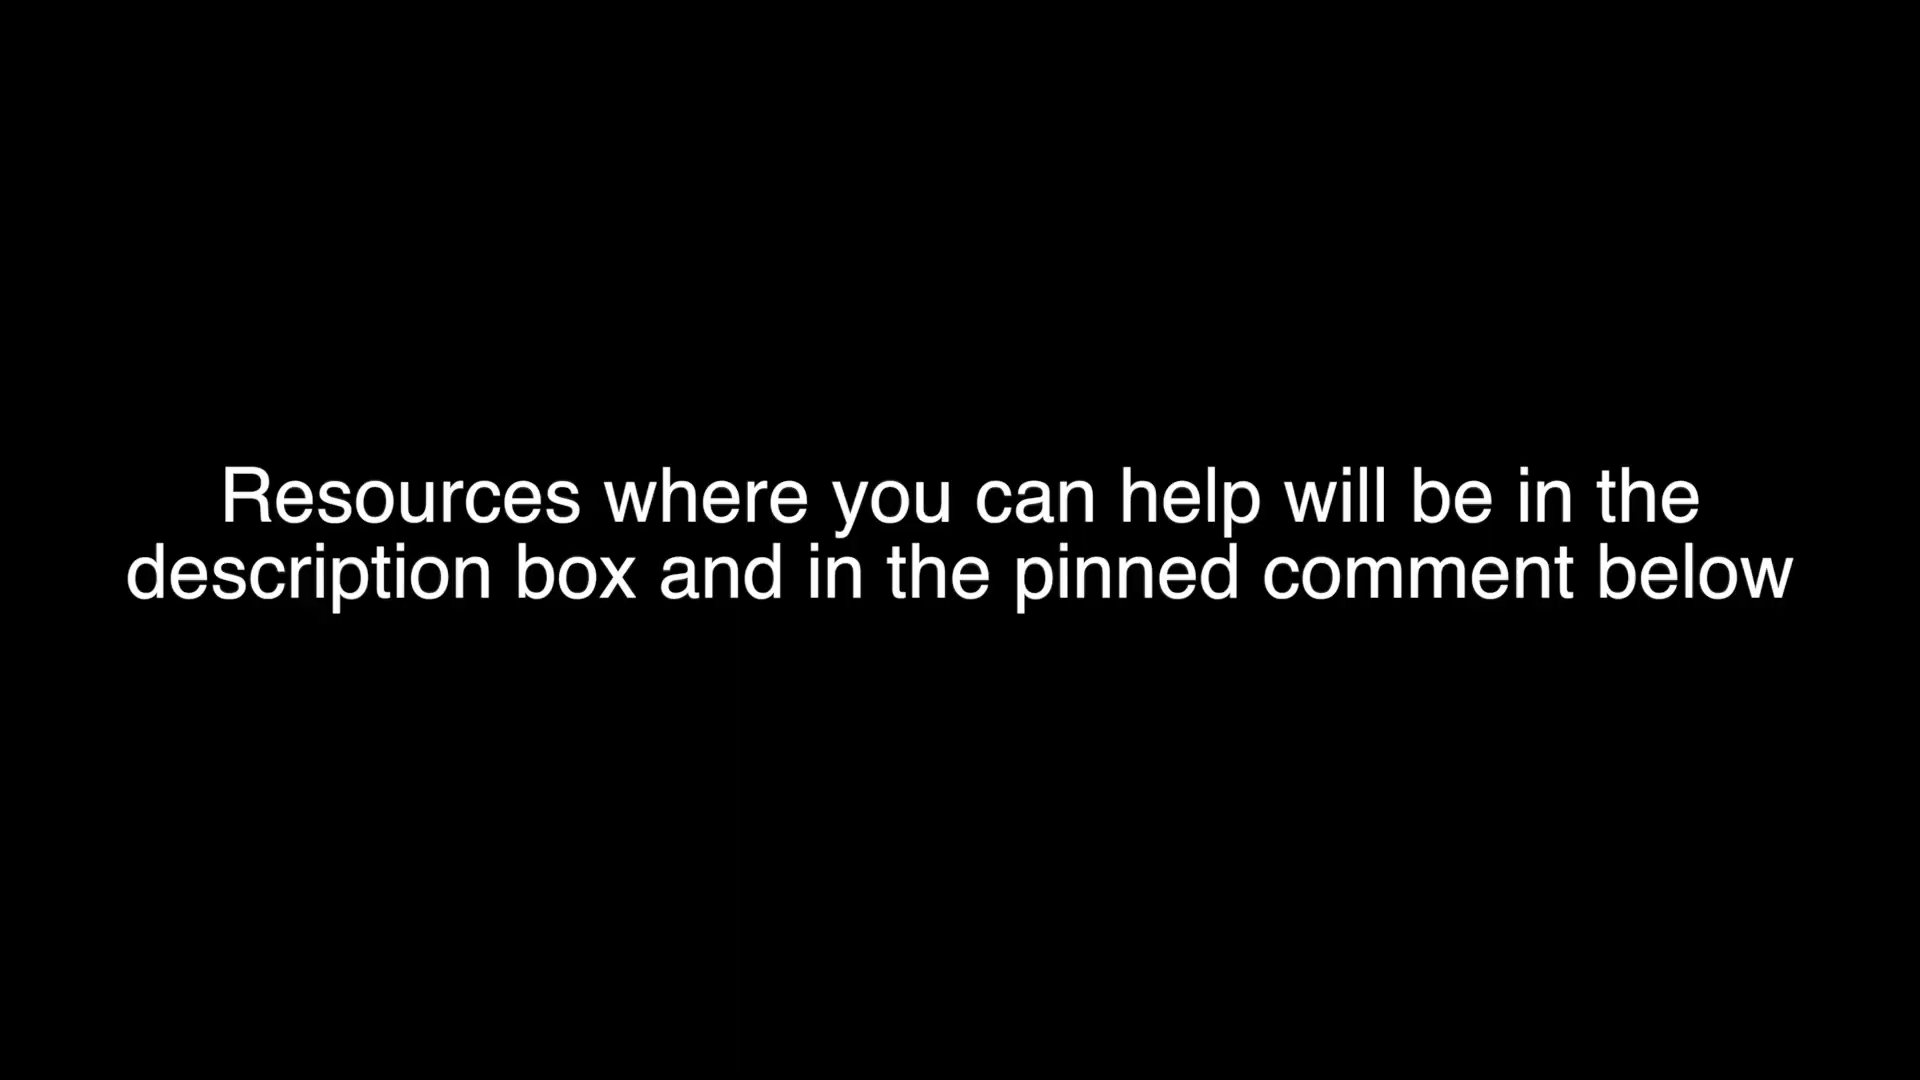 Resources where you can help will be in the
description box and in the pinned comment below